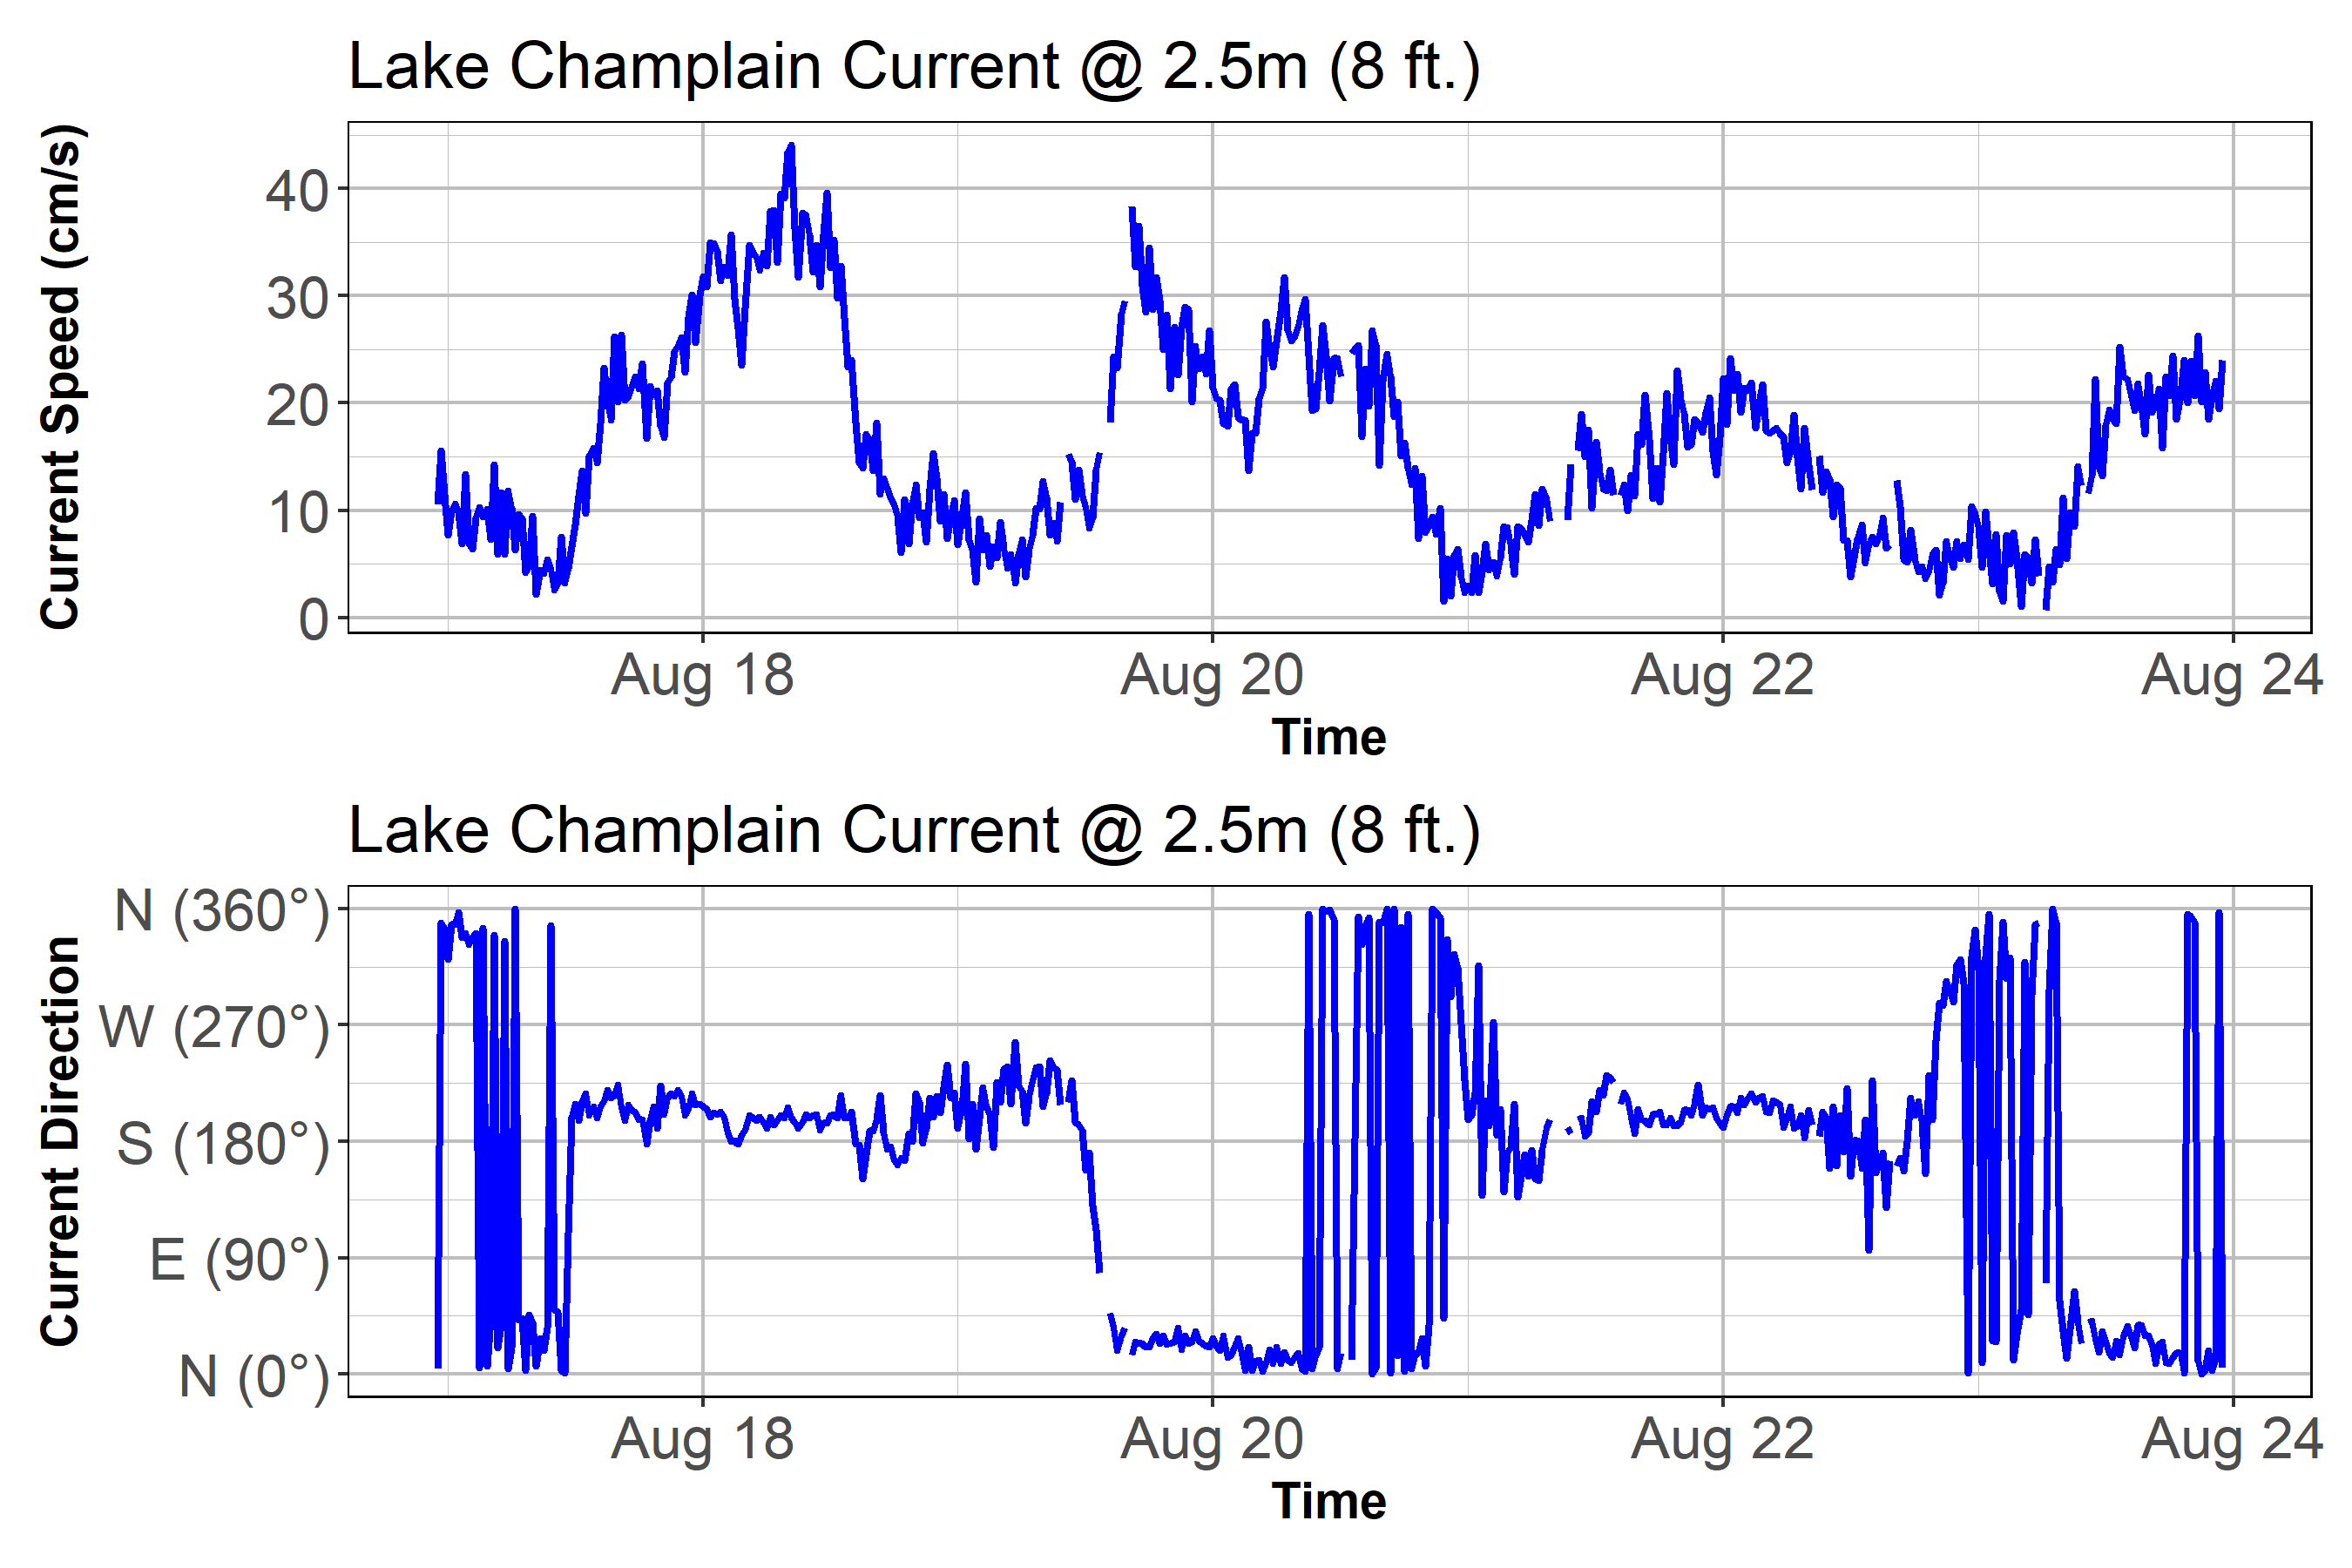 Lake Champlain Current @ 2.5m (8 ft.)
Current Speed (cm/s)
40
30
20
10
0
Aug 18 Aug 20 Aug 22 Aug 24
Time
Lake Champlain Current @ 2.5m (8 ft.)
Current Direction
N (360°)
W (270°)
S (180°)
E (90°)
N (0°)
Aug 18 Aug 20 Aug 22 Aug 24
Time